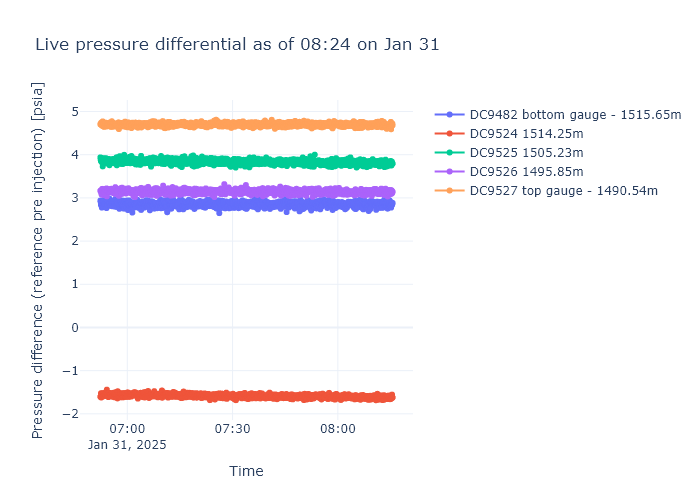 Live pressure differential as of 08:24 on Jan 31
Pressure difference (reference pre injection) [psia]
5
4
3
2
1
0
−1
−2
07:00
07:30
08:00
Jan 31, 2025
Time
DC9482 bottom gauge - 1515.65m
DC9524 1514.25m
DC9525 1505.23m
DC9526 1495.85m
DC9527 top gauge - 1490.54m